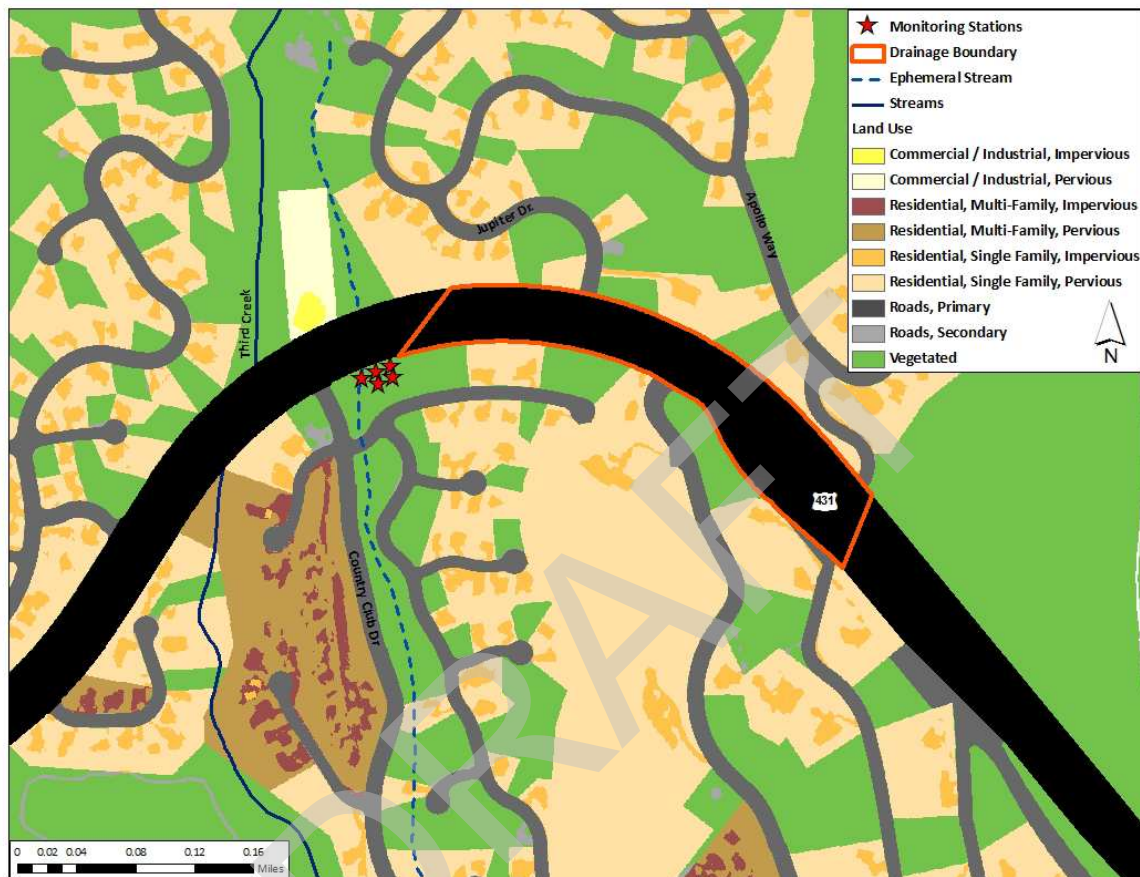 Monitoring Stations
Drainage Boundary
Ephemeral Stream
Streams
Land Use
Commercial / Industrial, Impervious
Commercial / Industrial, Pervious
Residential, Multi-Family, Impervious
Residential, Multi-Family, Pervious
Residential, Single Family, Impervious
Residential, Single Family, Pervious
Roads, Primary
Roads, Secondary
Vegetated
N
Jupiter Dr.
Apollo Way
Third Creek
431
Country Club Dr
DRAFT
0 0.02 0.04 0.08 0.12 0.16
Miles